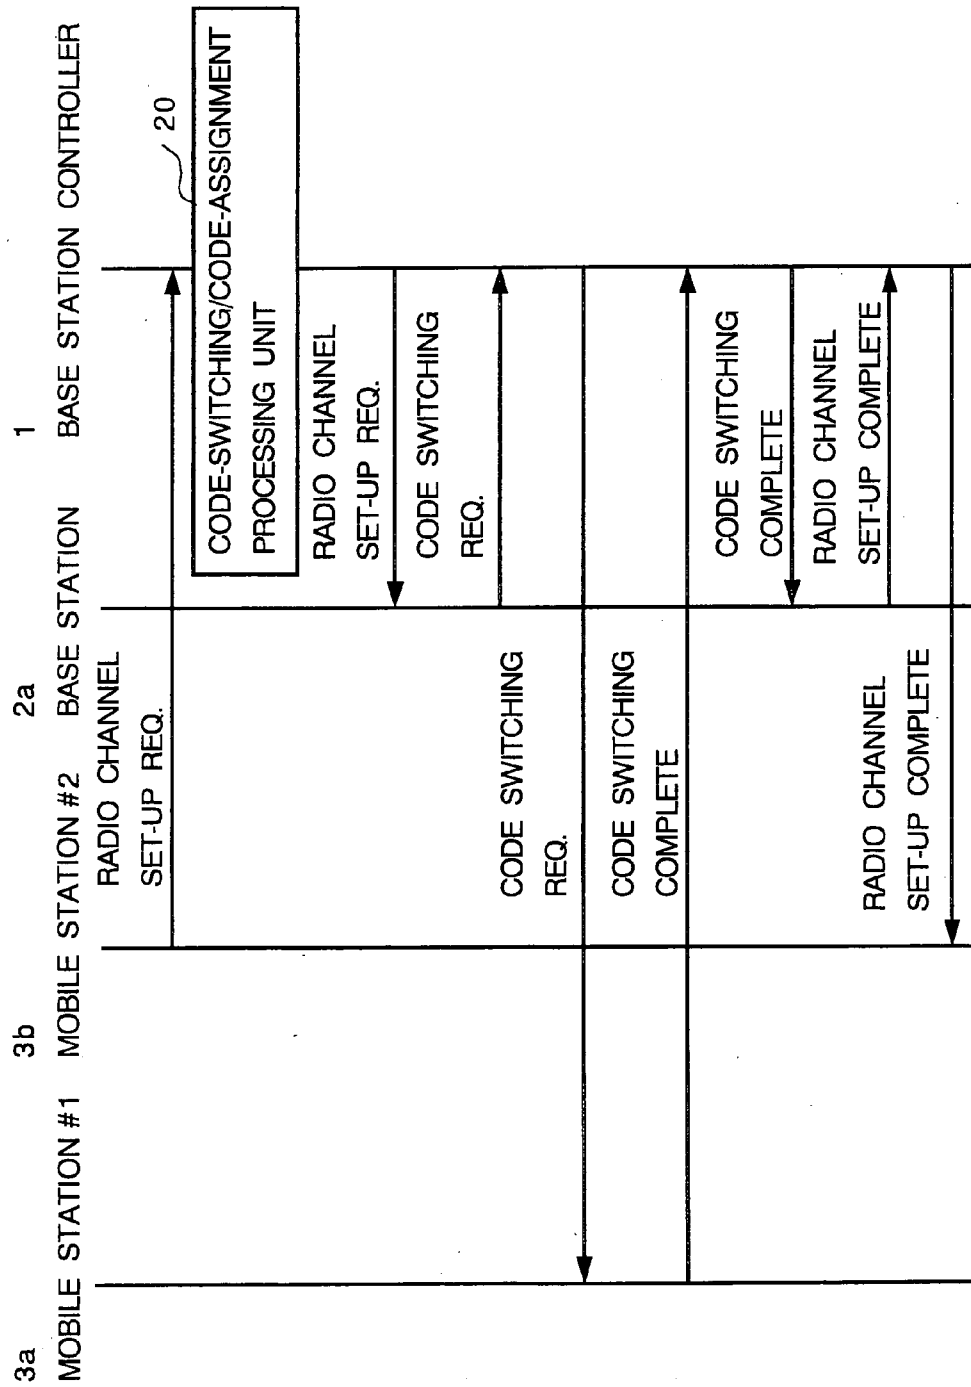 3a
3b
2a
1
MOBILE STATION #1
MOBILE STATION #2
BASE STATION
BASE STATION CONTROLLER
RADIO CHANNEL
SET-UP REQ.
20
CODE-SWITCHING/CODE-ASSIGNMENT
PROCESSING UNIT
RADIO CHANNEL
SET-UP REQ.
CODE SWITCHING
REQ.
CODE SWITCHING
REQ.
CODE SWITCHING
COMPLETE
CODE SWITCHING
COMPLETE
RADIO CHANNEL
SET-UP COMPLETE
RADIO CHANNEL
SET-UP COMPLETE